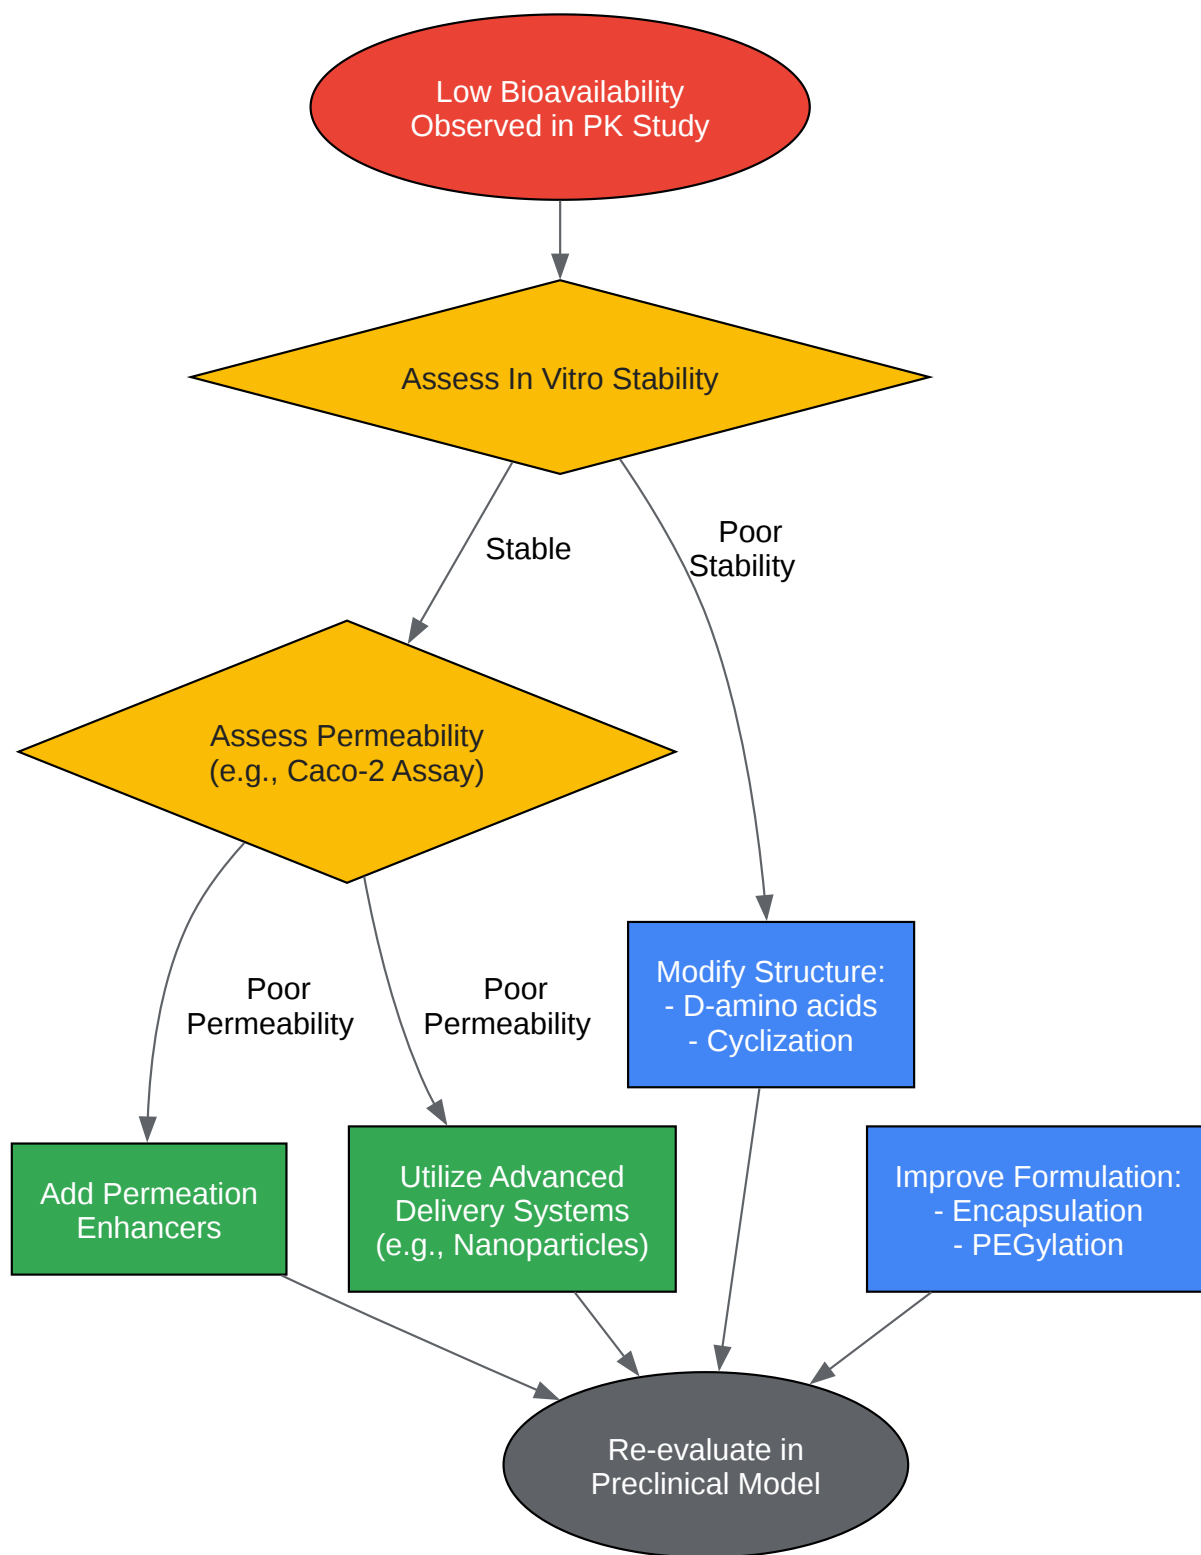 Low Bioavailability
Observed in PK Study
Assess In Vitro Stability
Stable
Poor
Stability
Assess Permeability
(e.g., Caco-2 Assay)
Poor
Permeability
Poor
Permeability
Modify Structure:
- D-amino acids
- Cyclization
Add Permeation
Enhancers
Utilize Advanced
Delivery Systems
(e.g., Nanoparticles)
Improve Formulation:
- Encapsulation
- PEGylation
Re-evaluate in
Preclinical Model